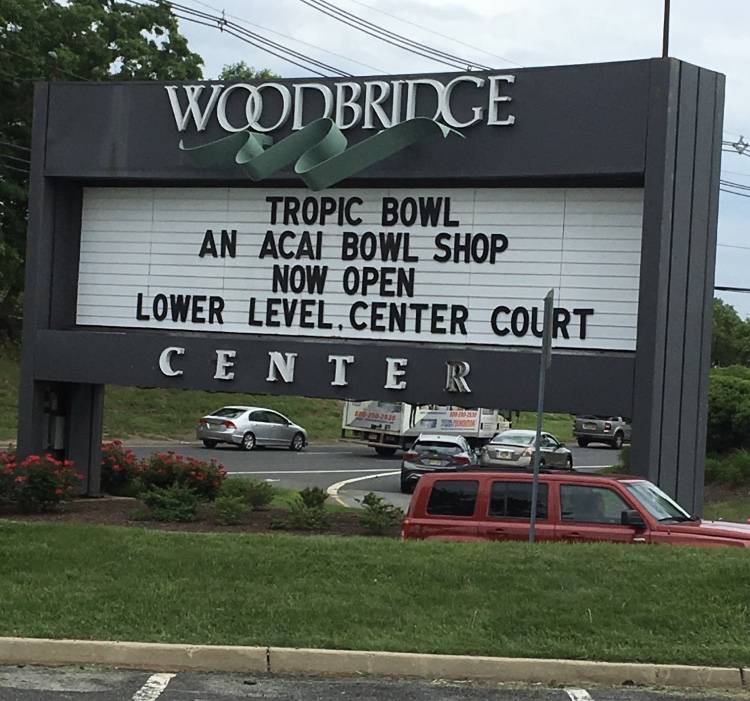 WOODBRIDGE
TROPIC BOWL
AN ACAI BOWL SHOP
NOW OPEN
LOWER LEVEL, CENTER COURT
CENTER